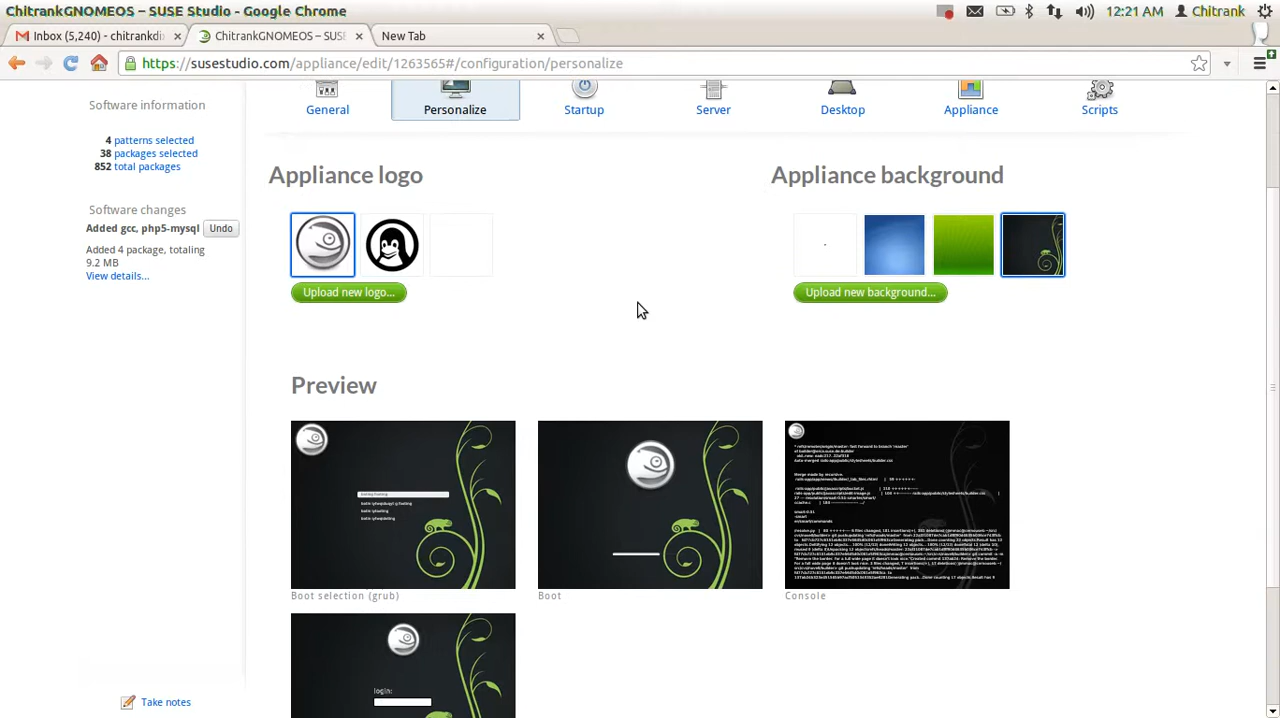 ChitrankGNOMEOS – SUSE Studio - Google Chrome
12:21 AM Chitrank
Inbox (5,240) - chitrankdi
ChitrankGNOMEOS – SUSE
New Tab
https://susestudio.com/appliance/edit/1263565#/configuration/personalize
Software information
4 patterns selected
38 packages selected
852 total packages
Software changes
Added gcc, php5-mysql Undo
Added 4 package, totaling
9.2 MB
View details...
Take notes
General
Personalize
Startup
Server
Desktop
Appliance
Scripts
Appliance logo
Upload new logo...
Appliance background
Upload new background...
Preview
Boot selection (grub)
Boot
Console
login: